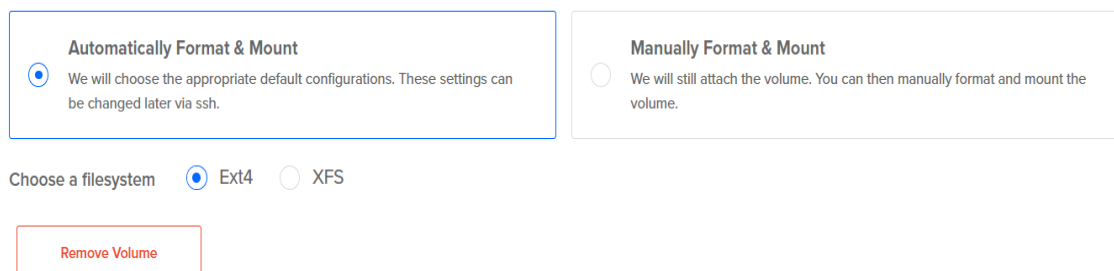 Automatically Format & Mount
We will choose the appropriate default configurations. These settings can
be changed later via ssh.
Manually Format & Mount
We will still attach the volume. You can then manually format and mount the
volume.
Choose a filesystem Ext4 XFS
Remove Volume